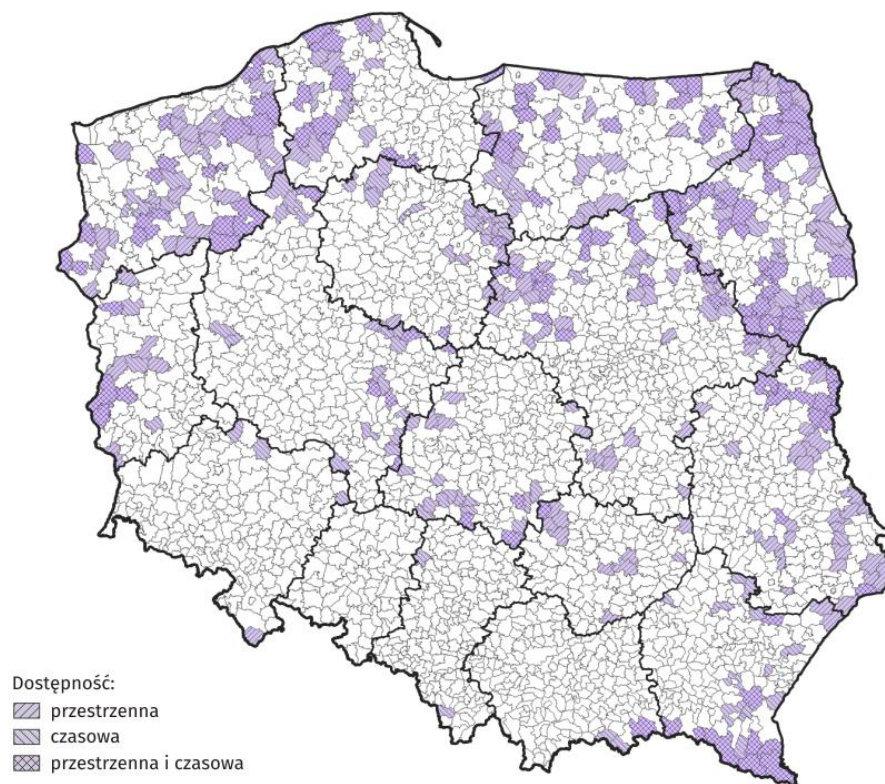 Dostępność:
przestrzenna
czasowa
przestrzenna i czasowa